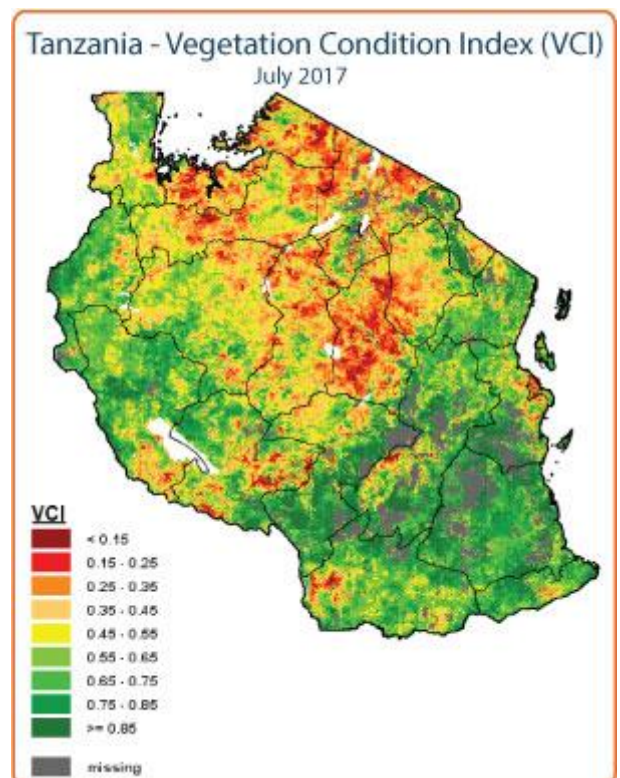 Tanzania - Vegetation Condition Index (VCI)
July 2017
VCI
< 0.15
0.15 - 0.25
0.25 - 0.35
0.35 - 0.45
0.45 - 0.55
0.55 - 0.65
0.65 - 0.75
0.75 - 0.85
>= 0.85
missing